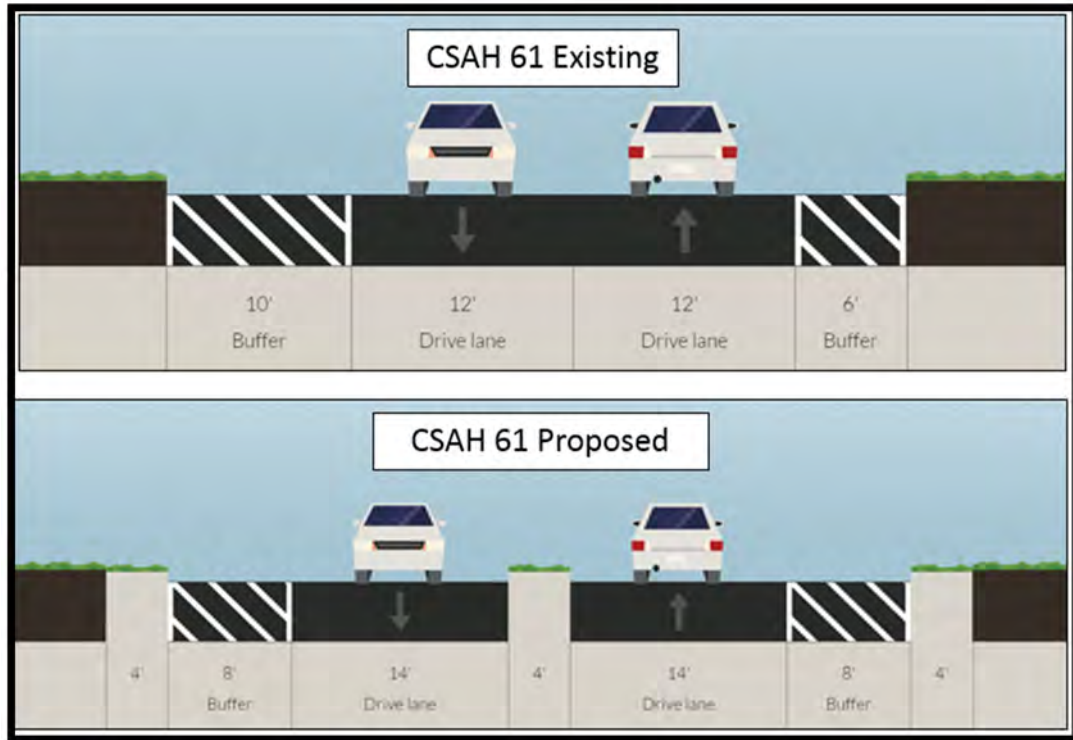 CSAH 61 Existing
10' 12' 12' 6'
Buffer Drive lane Drive lane Buffer
CSAH 61 Proposed
4' 8' 14' 4' 14' 8' 4'
Buffer Drive lane Drive lane Buffer